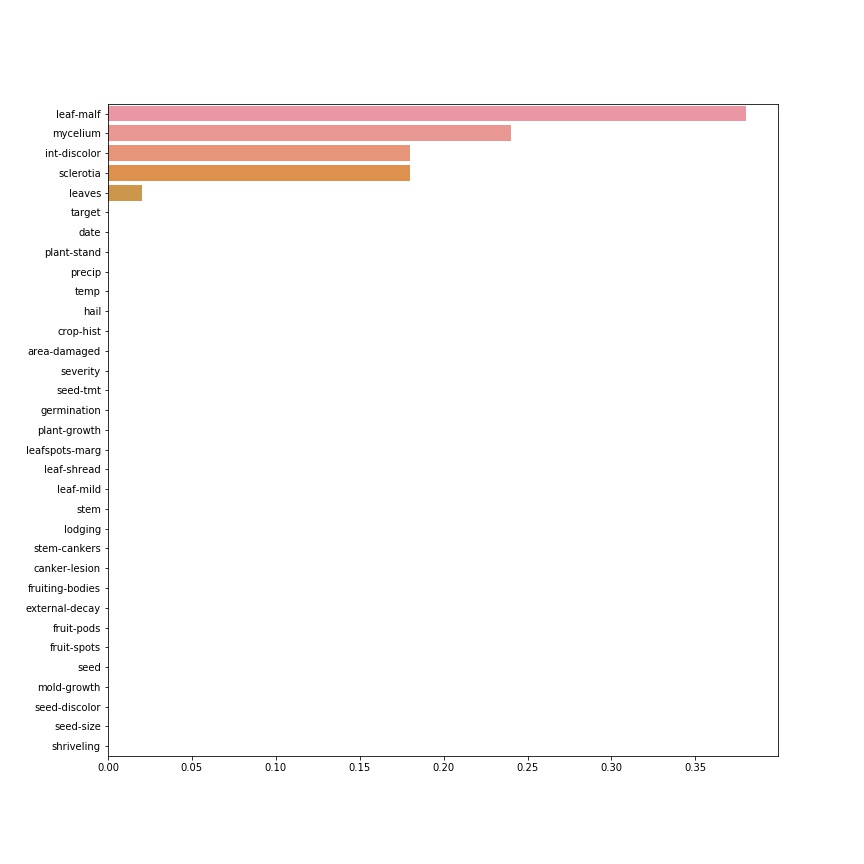 leaf-malf
mycelium
int-discolor
sclerotia
leaves
target
date
plant-stand
precip
temp
hail
crop-hist
area-damaged
severity
seed-tmt
germination
plant-growth
leafspots-marg
leaf-shread
leaf-mild
stem
lodging
stem-cankers
canker-lesion
fruiting-bodies
external-decay
fruit-pods
fruit-spots
seed
mold-growth
seed-discolor
seed-size
shriveling
0.00 0.05 0.10 0.15 0.20 0.25 0.30 0.35